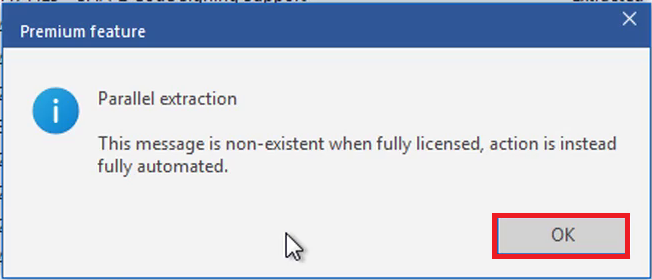 Premium feature
Parallel extraction
This message is non-existent when fully licensed, action is instead
fully automated.
OK